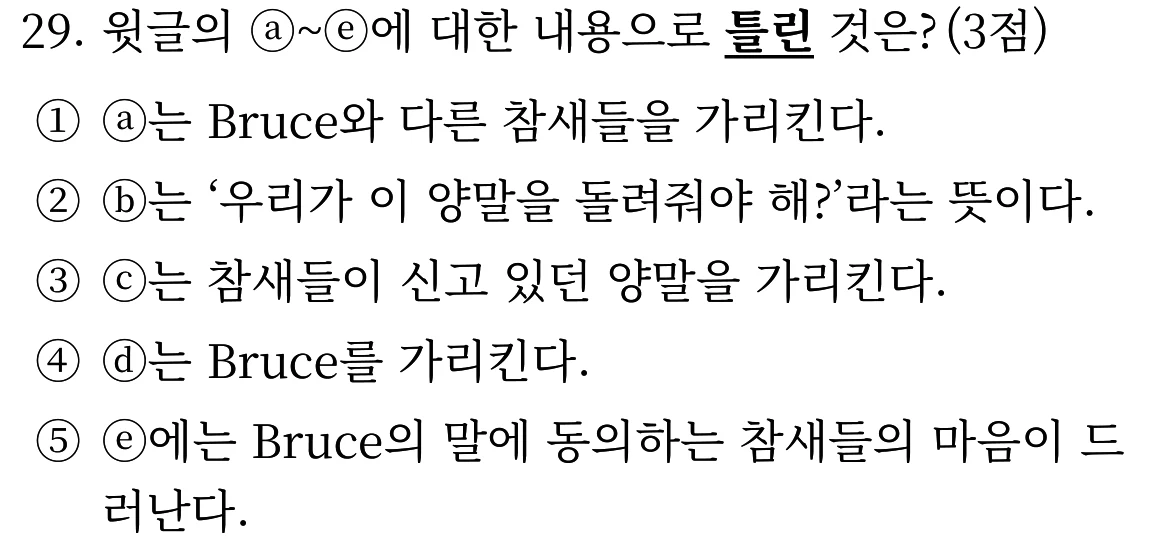 29. 윗글의 ⓐ~ⓔ에 대한 내용으로 틀린 것은?(3점)
① ⓐ는 Bruce와 다른 참새들을 가리킨다.
② ⓑ는 ‘우리가 이 양말을 돌려줘야 해?’라는 뜻이다.
③ ⓒ는 참새들이 신고 있던 양말을 가리킨다.
④ ⓓ는 Bruce를 가리킨다.
⑤ ⓔ에는 Bruce의 말에 동의하는 참새들의 마음이 드
러난다.